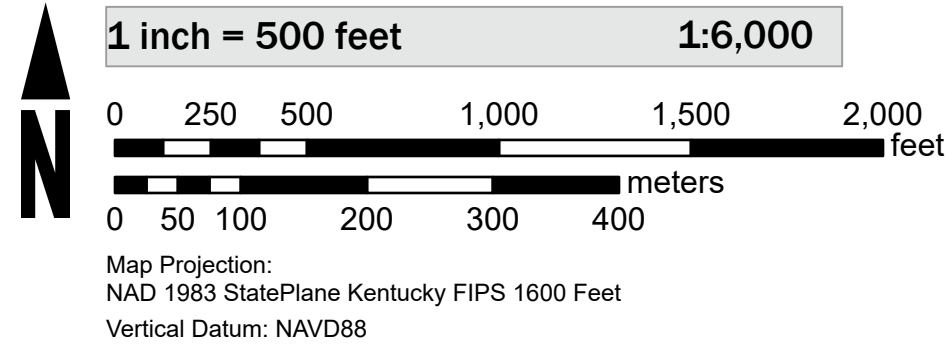 N
1 inch = 500 feet 1:6,000
0 250 500 1,000 1,500 2,000
feet
meters
0 50 100 200 300 400
Map Projection:
NAD 1983 StatePlane Kentucky FIPS 1600 Feet
Vertical Datum: NAVD88